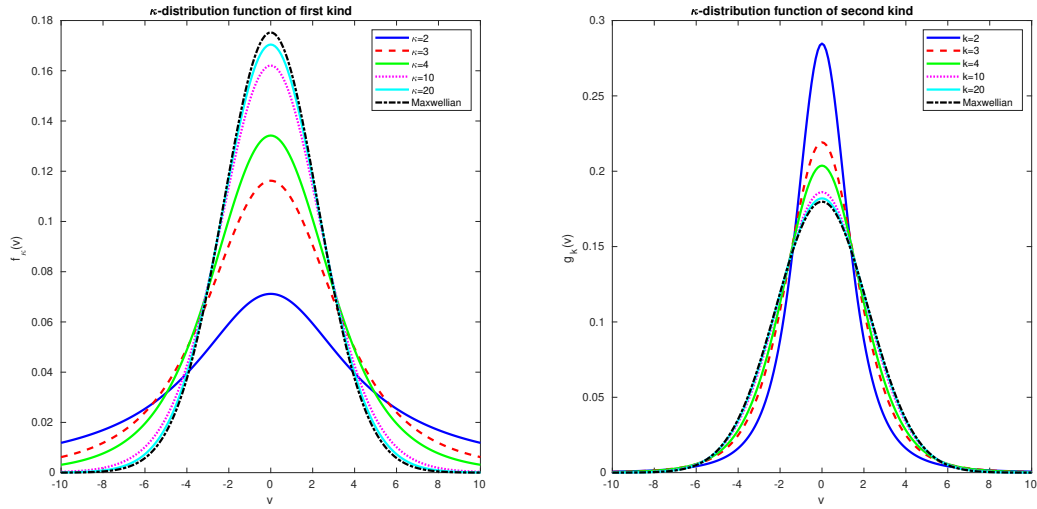 κ-distribution function of first kind
0.18
0.16
0.14
0.12
0.1
0.08
0.06
0.04
0.02
0
f κ(v)
-10 -8 -6 -4 -2 0 2 4 6 8 10
v
κ=2
κ=3
κ=4
κ=10
κ=20
Maxwellian
κ-distribution function of second kind
0.3
0.25
0.2
0.15
0.1
0.05
0
g k(v)
-10 -8 -6 -4 -2 0 2 4 6 8 10
v
k=2
k=3
k=4
k=10
k=20
Maxwellian